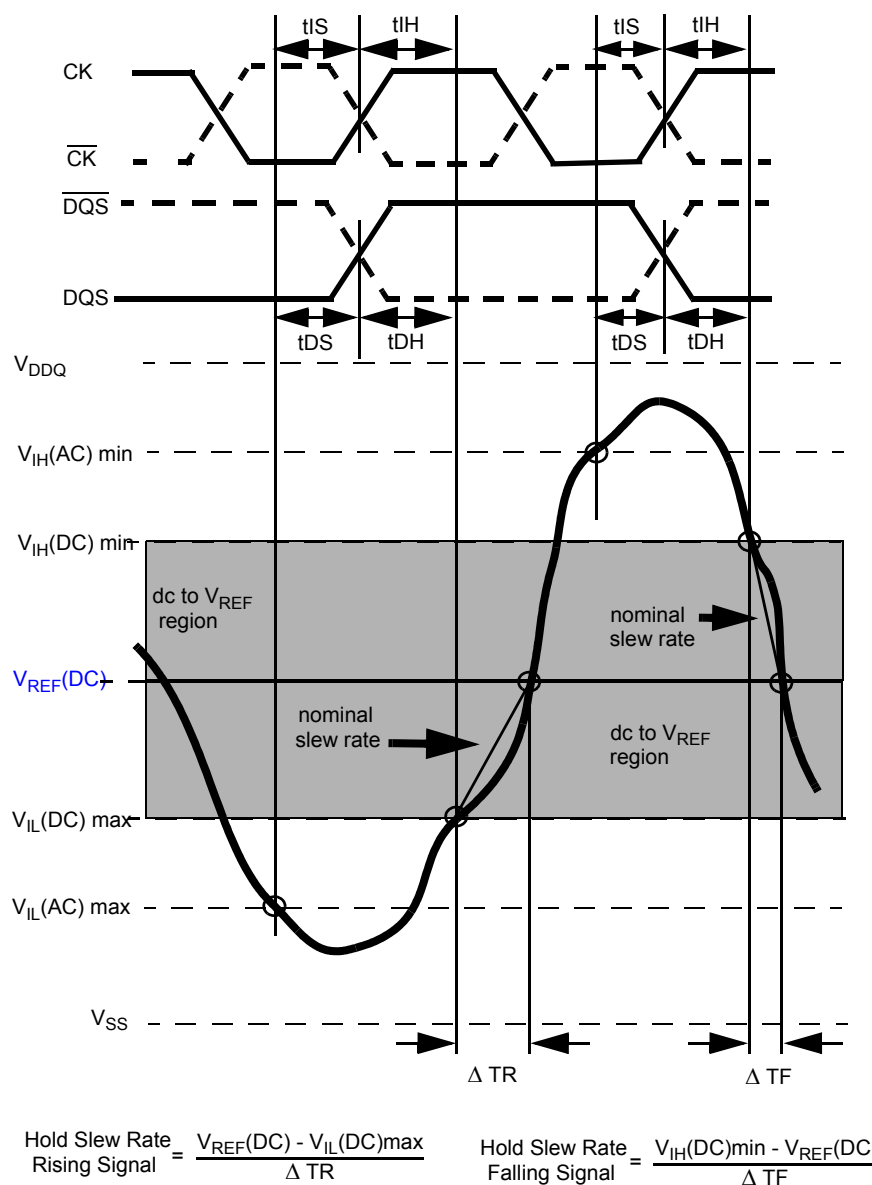 tIS tIH tIS tIH
CK
CK
DQS
DQS
tDS tDH tDS tDH
VDDQ
VIH(AC) min
VIH(DC) min
dc to VREF
region
nominal
slew rate
VREF(DC)
nominal
slew rate
dc to VREF
region
VIL(DC) max
VIL(AC) max
VSS
Δ TR Δ TF
Hold Slew Rate
Rising Signal
=
VREF(DC) - VIL(DC)max
Δ TR
Hold Slew Rate
Falling Signal
=
VIH(DC)min - VREF(DC
Δ TF